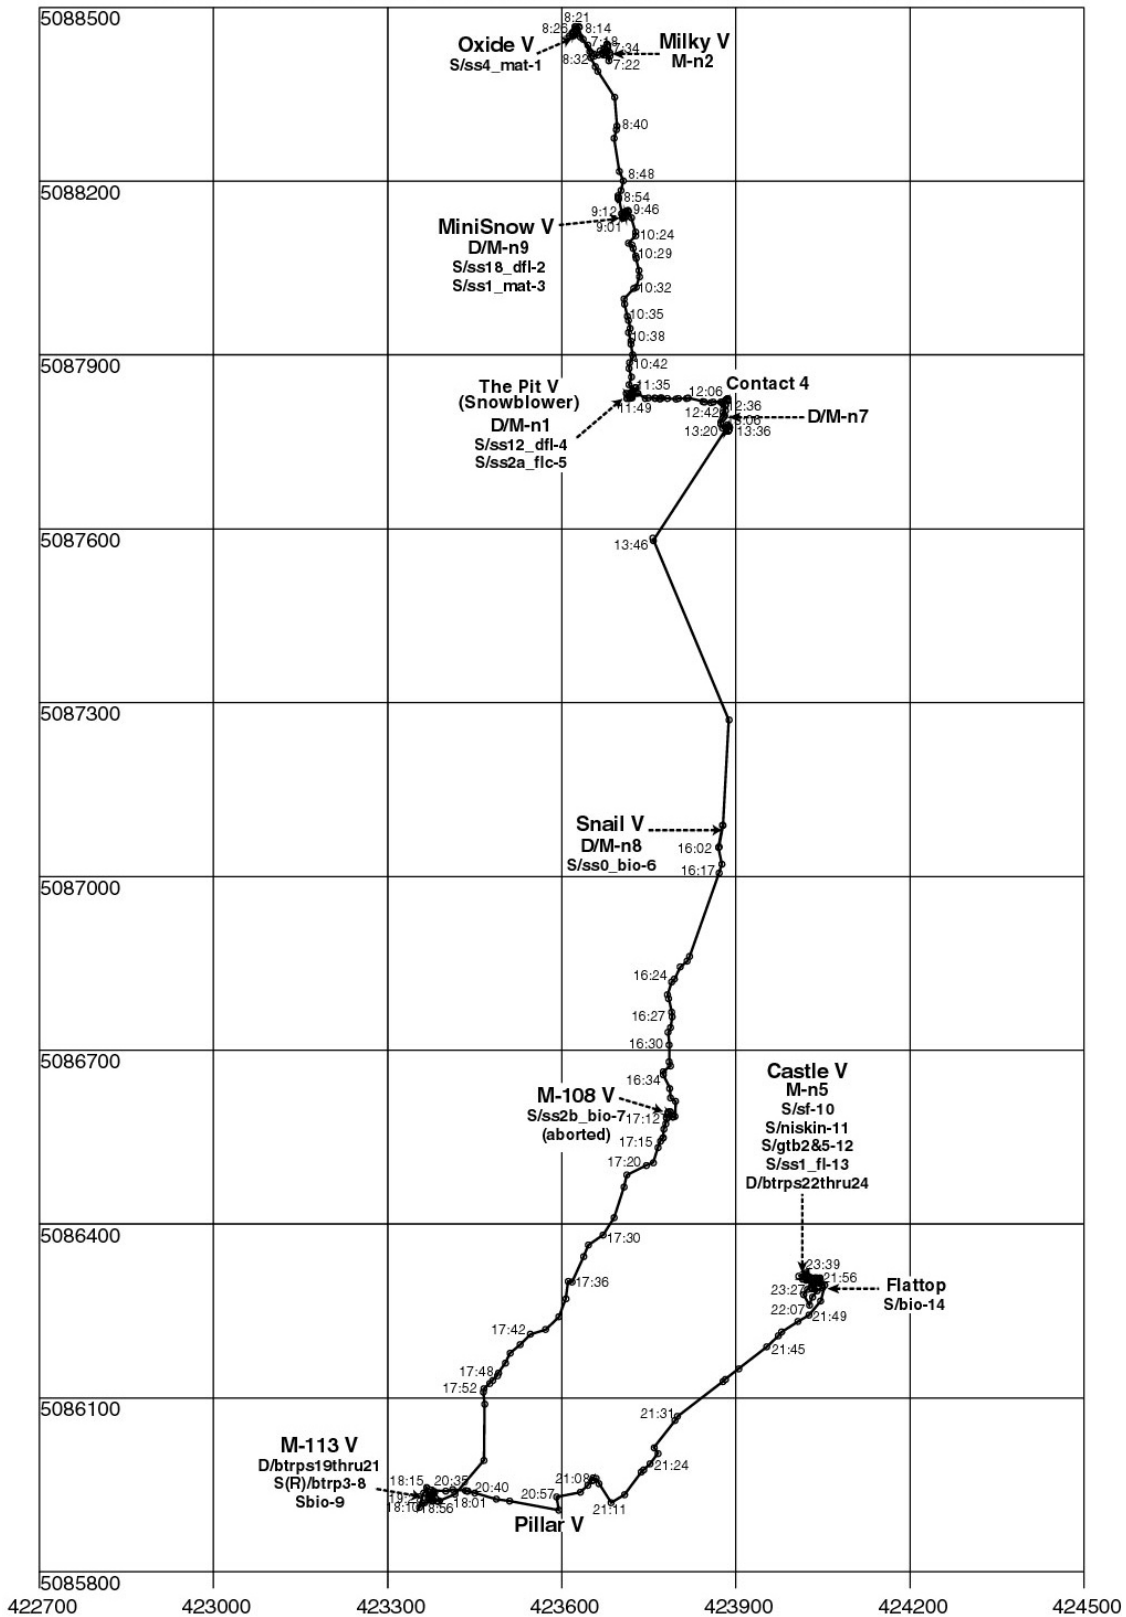 5088500
8:21
8:26
8:14
Oxide V
S/ss4_mat-1
7:18
7:34
Milky V
M-n2
8:32
7:22
8:40
8:48
5088200
8:54
9:12
9:46
9:01
MiniSnow V
D/M-n9
S/ss18_dfl-2
S/ss1_mat-3
10:24
10:29
10:32
10:35
10:38
5087900
10:42
The Pit V
(Snowblower)
D/M-n1
S/ss12_dfl-4
S/ss2a_flc-5
11:35
11:49
12:06
Contact 4
12:36
12:42
D/M-n7
13:20
13:36
5087600
13:46
5087300
Snail V
D/M-n8
S/ss0_bio-6
16:02
16:17
5087000
16:24
16:27
16:30
5086700
16:34
M-108 V
S/ss2b_bio-7
(aborted)
17:12
17:15
17:20
Castle V
M-n5
S/sf-10
S/niskin-11
S/gtb2&5-12
S/ss1_fl-13
D/btrps22thru24
5086400
17:30
17:36
23:39
21:56
23:27
Flattop
S/bio-14
22:07
21:49
17:42
21:45
17:48
17:52
5086100
21:31
M-113 V
D/btrps19thru21
S(R)/btrp3-8
Sbio-9
21:24
18:15
20:35
20:40
21:08
20:57
18:01
18:56
21:11
Pillar V
5085800
422700
423000
423300
423600
423900
424200
424500